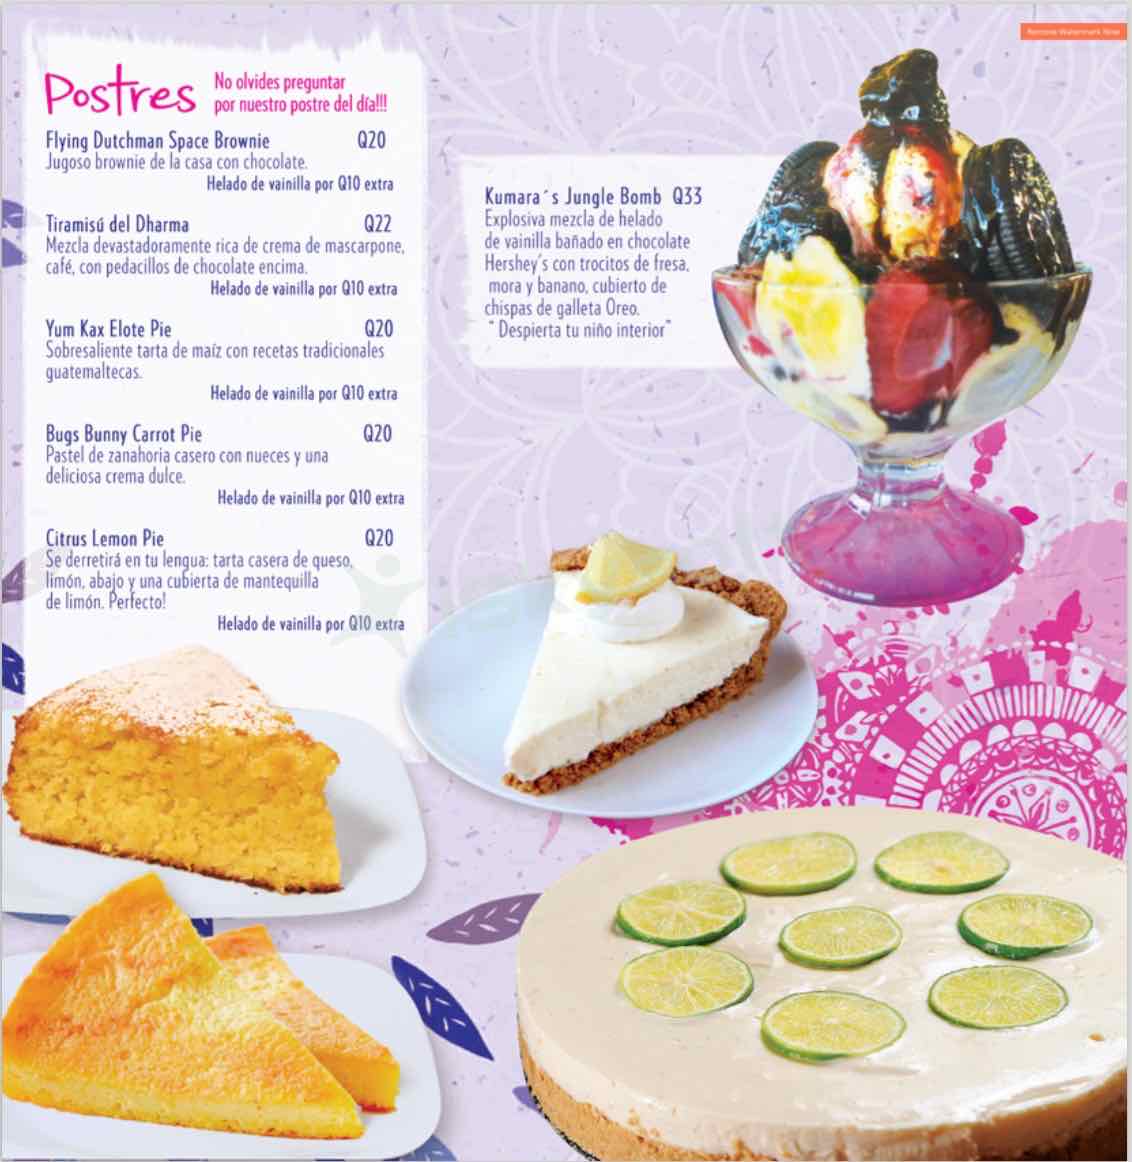 Remove Watermark Now
Postres
No olvides preguntar
por nuestro postre del día!!!
Flying Dutchman Space Brownie Q20
Jugoso brownie de la casa con chocolate.
Helado de vainilla por Q10 extra
Tiramisú del Dharma Q22
Mezcla devastadoramente rica de crema de mascarpone,
café, con pedacillos de chocolate encima.
Helado de vainilla por Q10 extra
Yum Kax Elote Pie Q20
Sobresaliente tarta de maíz con recetas tradicionales
guatemaltecas.
Helado de vainilla por Q10 extra
Bugs Bunny Carrot Pie Q20
Pastel de zanahoria casero con nueces y una
deliciosa crema dulce.
Helado de vainilla por Q10 extra
Citrus Lemon Pie Q20
Se derretirá en tu lengua: tarta casera de queso,
limón, abajo y una cubierta de mantequilla
de limón. Perfecto!
Helado de vainilla por Q10 extra
Kumara´s Jungle Bomb Q33
Explosiva mezcla de helado
de vainilla bañado en chocolate
Hershey's con trocitos de fresa,
mora y banano, cubierto de
chispas de galleta Oreo.
“ Despierta tu niño interior”